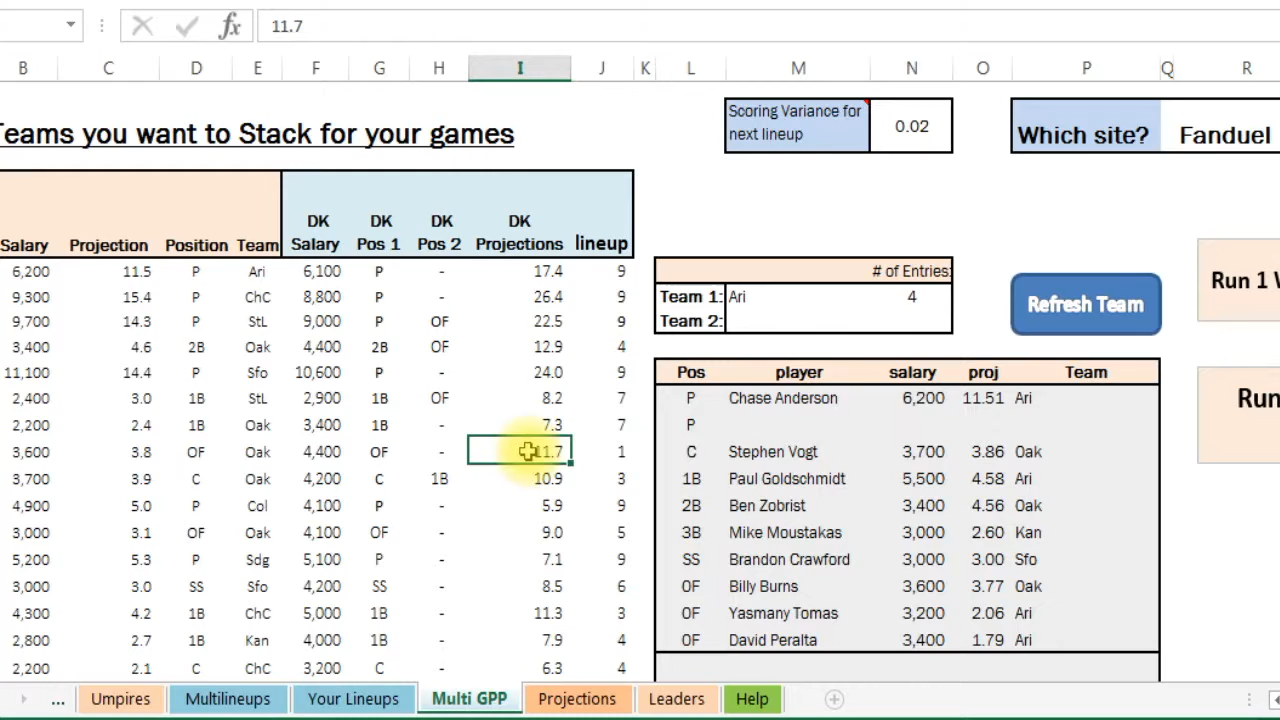 fx 11.7
B C D E F G H I J K L M N O P Q R
Teams you want to Stack for your games
Scoring Variance for next lineup 0.02
Which site? Fanduel
Salary Projection Position Team DK Salary DK Pos 1 DK Pos 2 DK Projections lineup
6,200 11.5 P Ari 6,100 P - 17.4 9
9,300 15.4 P ChC 8,800 P - 26.4 9
9,700 14.3 P StL 9,000 P OF 22.5 9
3,400 4.6 2B Oak 4,400 2B OF 12.9 4
11,100 14.4 P Sfo 10,600 P - 24.0 9
2,400 3.0 1B StL 2,900 1B OF 8.2 7
2,200 2.4 1B Oak 3,400 1B - 7.3 7
3,600 3.8 OF Oak 4,400 OF - 11.7 1
3,700 3.9 C Oak 4,200 C 1B 10.9 3
4,900 5.0 P Col 4,100 P - 5.9 9
3,000 3.1 OF Oak 4,100 OF - 9.0 5
5,200 5.3 P Sdg 5,100 P - 7.1 9
3,000 3.0 SS Sfo 4,200 SS - 8.5 6
4,300 4.2 1B ChC 5,000 1B - 11.3 3
2,800 2.7 1B Kan 4,000 1B - 7.9 4
2,200 2.1 C ChC 3,200 C - 6.3 4
# of Entries:
Team 1: Ari 4
Team 2:
Refresh Team
Run 1
Run
Pos player salary proj Team
P Chase Anderson 6,200 11.51 Ari
P
C Stephen Vogt 3,700 3.86 Oak
1B Paul Goldschmidt 5,500 4.58 Ari
2B Ben Zobrist 3,400 4.56 Oak
3B Mike Moustakas 3,000 2.60 Kan
SS Brandon Crawford 3,000 3.00 Sfo
OF Billy Burns 3,600 3.77 Oak
OF Yasmany Tomas 3,200 2.06 Ari
OF David Peralta 3,400 1.79 Ari
... Umpires Multilineups Your Lineups Multi GPP Projections Leaders Help